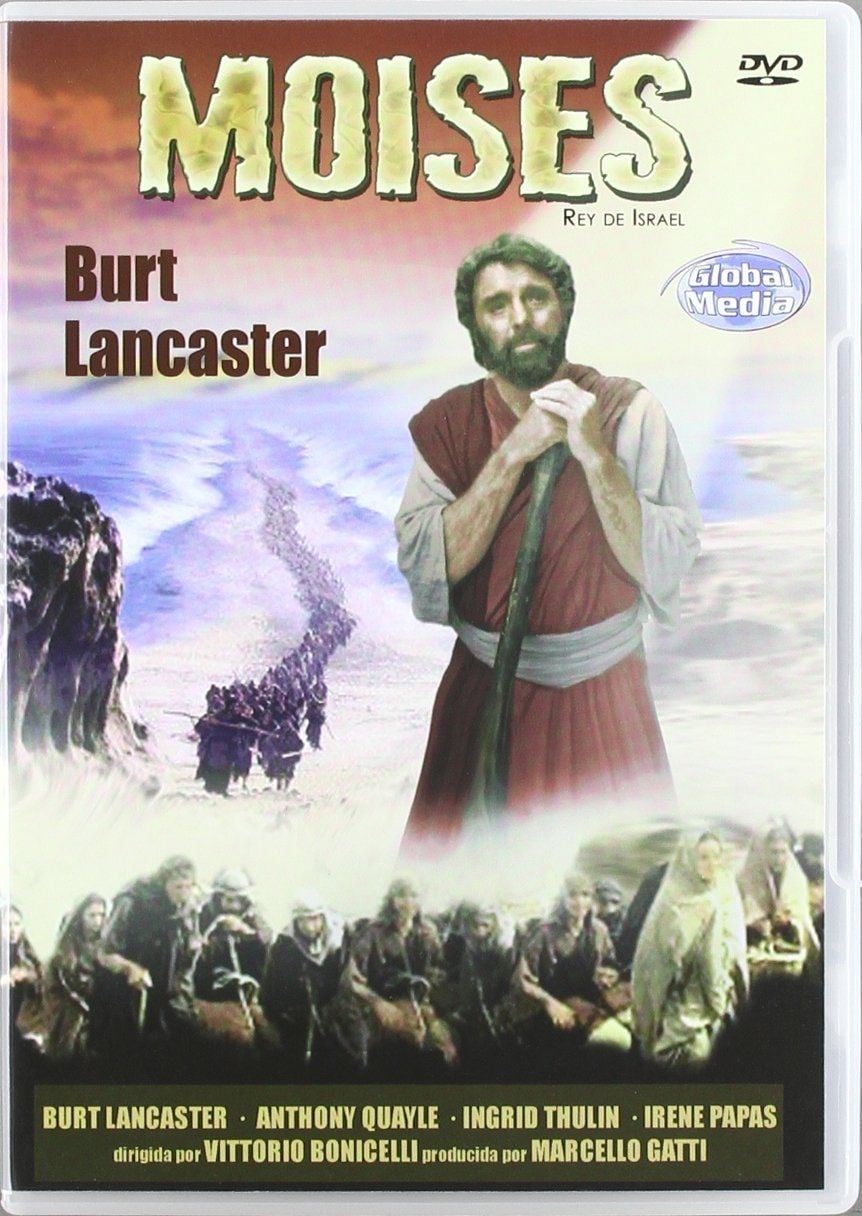 DVD
MOISES
REY DE ISRAEL
Global
Media
Burt
Lancaster
BURT LANCASTER · ANTHONY QUAYLE · INGRID THULIN · IRENE PAPAS
dirigida por VITTORIO BONICELLI producida por MARCELLO GATTI